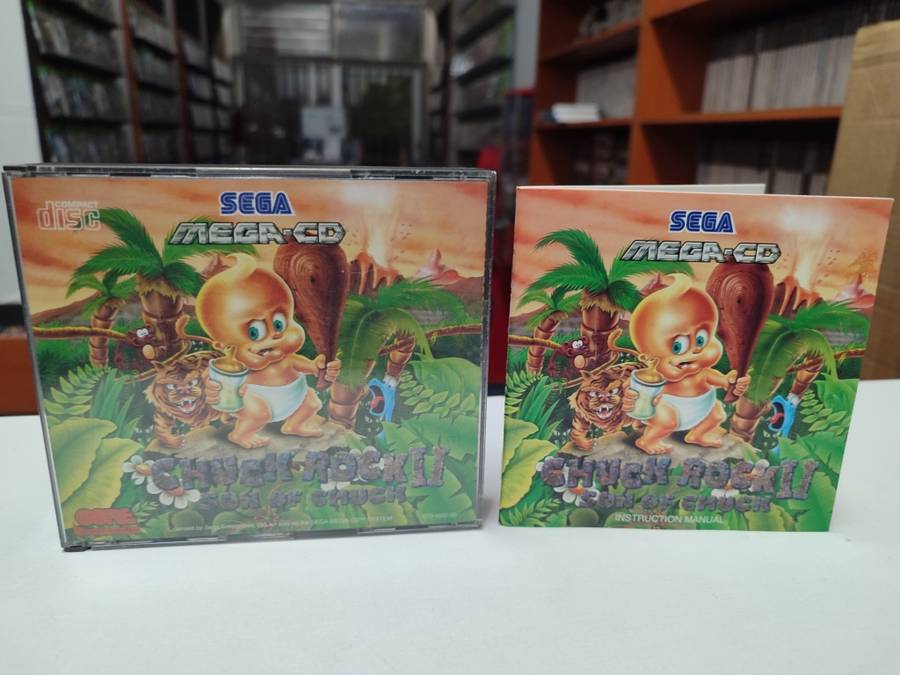 COMPACT
disc
SEGA
MEGA-CD
CHUCK ROCK II
SON OF CHUCK
CORE
SEGA
MEGA-CD
CHUCK ROCK II
SON OF CHUCK
INSTRUCTION MANUAL